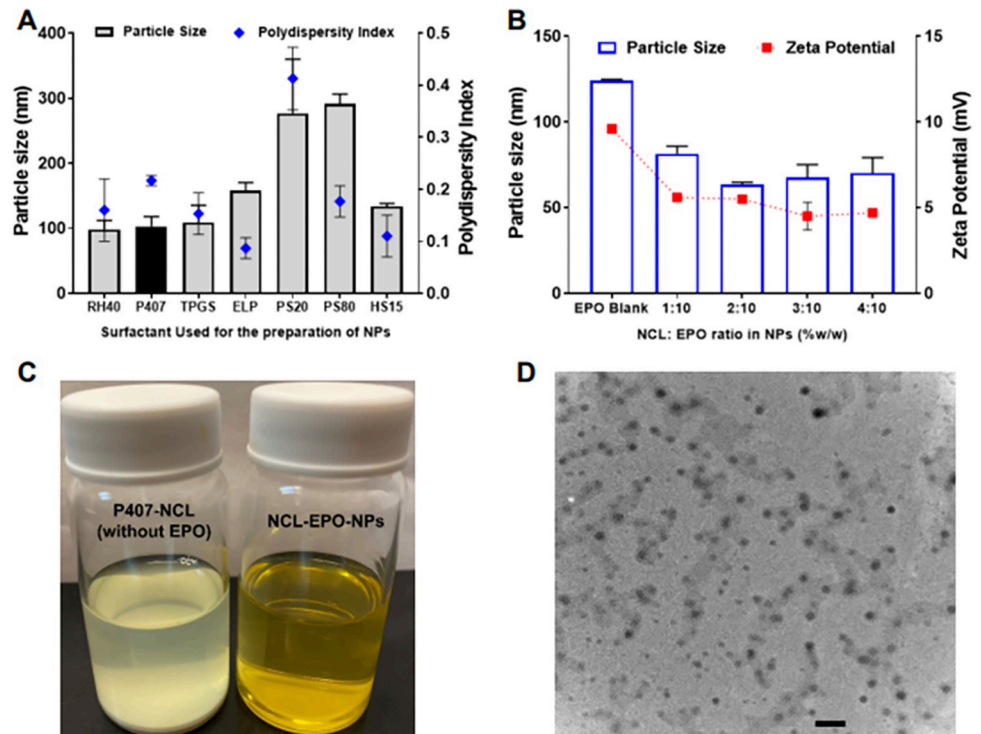 A
Particle Size
Polydispersity Index
400
300
200
100
0
Particle size (nm)
0.5
0.4
0.3
0.2
0.1
0.0
Polydispersity Index
RH40 P407 TPGS ELP PS20 PS80 HS15
Surfactant Used for the preparation of NPs
B
Particle Size
Zeta Potential
150
100
50
0
Particle size (nm)
15
10
5
0
Zeta Potential (mV)
EPO Blank 1:10 2:10 3:10 4:10
NCL: EPO ratio in NPs (%w/w)
C
P407-NCL
(without EPO)
NCL-EPO-NPs
D